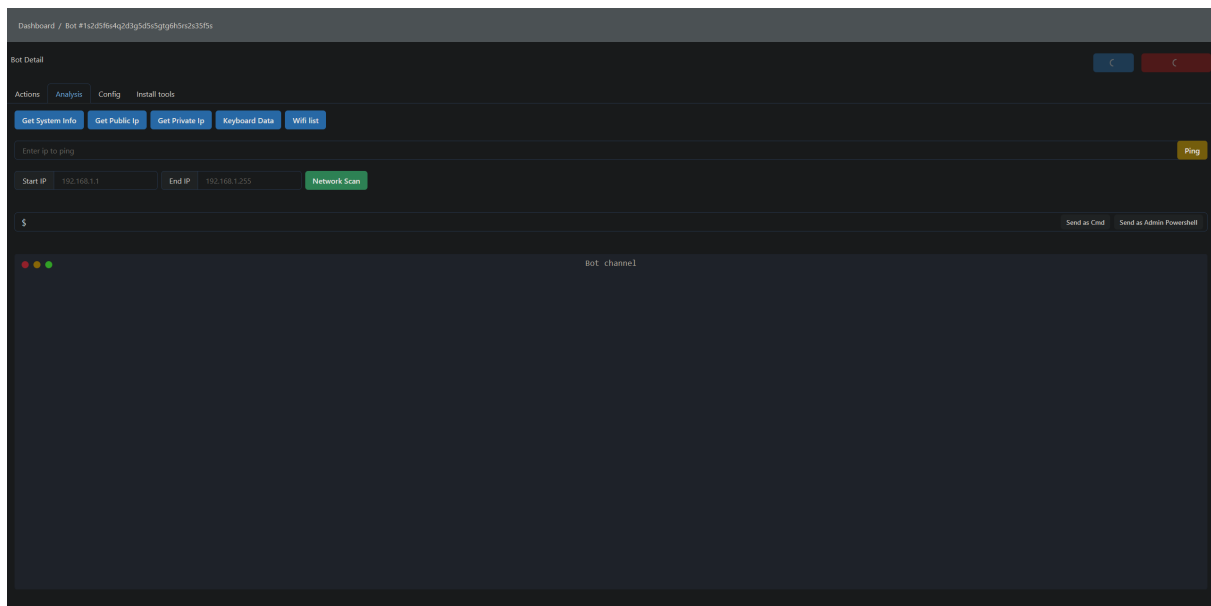 Dashboard / Bot #1s2d5f6s4q2d3g5d5s5gtg6h5rs2s35f5s
Bot Detail
Actions Analysis Config Install tools
Get System Info Get Public Ip Get Private Ip Keyboard Data Wifi list
Enter ip to ping Ping
Start IP 192.168.1.1 End IP 192.168.1.255 Network Scan
$ Send as Cmd Send as Admin Powershell
Bot channel